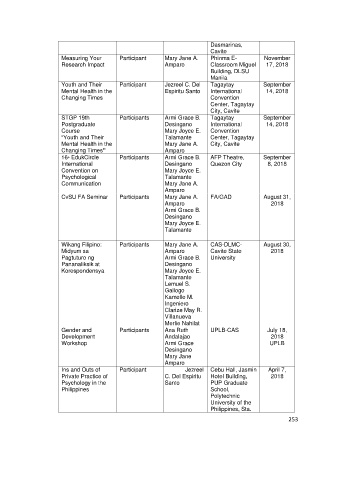 Dasmarinas,
Cavite
Measuring Your Participant Mary Jane A. Phinma E- November
Research Impact Amparo Classroom Miguel 17, 2018
Building, DLSU
Manila
Youth and Their Participant Jezreel C. Del Tagaytay September
Mental Health in the Espiritu Santo International 14, 2018
Changing Times Convention
Center, Tagaytay
City, Cavite
STGP 19th Participants Armi Grace B. Tagaytay September
Postgraduate Desingano International 14, 2018
Course Mary Joyce E. Convention
"Youth and Their Talamante Center, Tagaytay
Mental Health in the Mary Jane A. City, Cavite
Changing Times" Amparo
16th EdukCircle Participants Armi Grace B. AFP Theatre, September
International Desingano Quezon City 8, 2018
Convention on Mary Joyce E.
Psychological Talamante
Communication Mary Jane A.
Amparo
CvSU FA Seminar Participants Mary Jane A. FAIGAD August 31,
Amparo 2018
Armi Grace B.
Desingano
Mary Joyce E.
Talamante
Wikang Filipino: Participants Mary Jane A. CAS-DLMC- August 30,
Midyum sa Amparo Cavite State 2018
Pagtuturo ng Armi Grace B. University
Pananaliksik at Desingano
Korespondensya Mary Joyce E.
Talamante
Lemuel S.
Gallogo
Karnelle M.
Ingeniero
Clarize May R.
Villanueva
Merlie Nahilat
Gender and Participants Ana Ruth UPLB-CAS July 18,
Development Andalajao 2018
Workshop Armi Grace UPLB
Desingano
Mary Jane
Amparo
Ins and Outs of Participant Jezreel Cebu Hall, Jasmin April 7,
Private Practice of C. Del Espiritu Hotel Building, 2018
Psychology in the Santo PUP Graduate
Philippines School,
Polytechnic
University of the
Philippines, Sta.
253